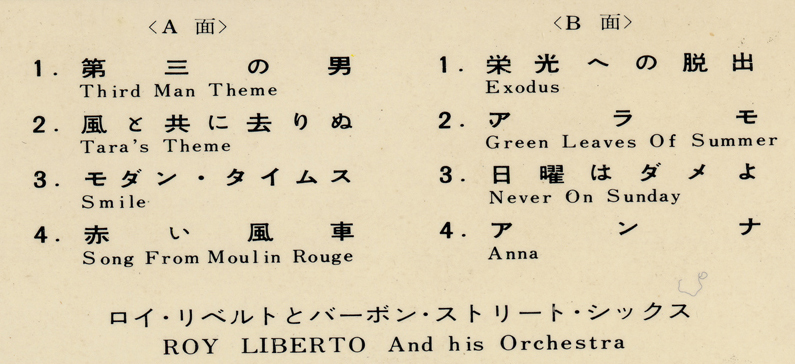 〈A 面〉
1. 第三の男
Third Man Theme
2. 風と共に去りぬ
Tara's Theme
3. モダン・タイムス
Smile
4. 赤い風車
Song From Moulin Rouge
〈B 面〉
1. 栄光への脱出
Exodus
2. アラモ
Green Leaves Of Summer
3. 日曜はダメよ
Never On Sunday
4. アンナ
Anna
ロイ・リベルトとバーボン・ストリート・シックス
ROY LIBERTO And his Orchestra